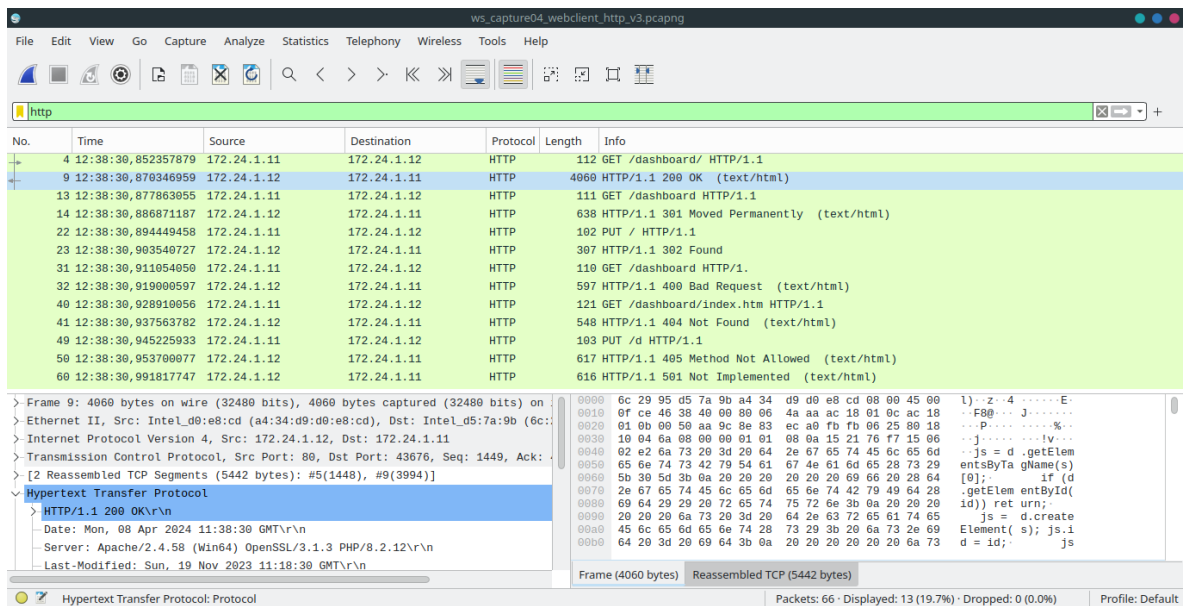 ws_capture04_webclient_http_v3.pcapng
File Edit View Go Capture Analyze Statistics Telephony Wireless Tools Help
http
No. Time Source Destination Protocol Length Info
4 12:38:30,852357879 172.24.1.11 172.24.1.12 HTTP 112 GET /dashboard/ HTTP/1.1
9 12:38:30,870346959 172.24.1.12 172.24.1.11 HTTP 4060 HTTP/1.1 200 OK (text/html)
13 12:38:30,877863055 172.24.1.11 172.24.1.12 HTTP 111 GET /dashboard HTTP/1.1
14 12:38:30,886871187 172.24.1.12 172.24.1.11 HTTP 638 HTTP/1.1 301 Moved Permanently (text/html)
22 12:38:30,894449458 172.24.1.11 172.24.1.12 HTTP 102 PUT / HTTP/1.1
23 12:38:30,903540727 172.24.1.12 172.24.1.11 HTTP 307 HTTP/1.1 302 Found
31 12:38:30,911054050 172.24.1.11 172.24.1.12 HTTP 110 GET /dashboard HTTP/1.
32 12:38:30,919000597 172.24.1.12 172.24.1.11 HTTP 597 HTTP/1.1 400 Bad Request (text/html)
40 12:38:30,928910056 172.24.1.11 172.24.1.12 HTTP 121 GET /dashboard/index.htm HTTP/1.1
41 12:38:30,937563782 172.24.1.12 172.24.1.11 HTTP 548 HTTP/1.1 404 Not Found (text/html)
49 12:38:30,945225933 172.24.1.11 172.24.1.12 HTTP 103 PUT /d HTTP/1.1
50 12:38:30,953700077 172.24.1.12 172.24.1.11 HTTP 617 HTTP/1.1 405 Method Not Allowed (text/html)
60 12:38:30,991817747 172.24.1.12 172.24.1.11 HTTP 616 HTTP/1.1 501 Not Implemented (text/html)
Frame 9: 4060 bytes on wire (32480 bits), 4060 bytes captured (32480 bits) on
Ethernet II, Src: Intel_d0:e8:cd (a4:34:d9:d0:e8:cd), Dst: Intel_d5:7a:9b (6c:
Internet Protocol Version 4, Src: 172.24.1.12, Dst: 172.24.1.11
Transmission Control Protocol, Src Port: 80, Dst Port: 43676, Seq: 1449, Ack:
[2 Reassembled TCP Segments (5442 bytes): #5(1448), #9(3994)]
Hypertext Transfer Protocol
HTTP/1.1 200 OK\r\n
Date: Mon, 08 Apr 2024 11:38:30 GMT\r\n
Server: Apache/2.4.58 (Win64) OpenSSL/3.1.3 PHP/8.2.12\r\n
Last-Modified: Sun, 19 Nov 2023 11:18:30 GMT\r\n
0000 6c 29 95 d5 7a 9b a4 34 d9 d0 e8 cd 08 00 45 00 l)··z··4 ······E·
0010 0f ce 46 38 40 00 80 06 4a aa ac 18 01 0c ac 18 ··F8@··· J·······
0020 01 0b 00 50 aa 9c 8e 83 ec a0 fb fb 06 25 80 18 ···P···· ·····%··
0030 10 04 6a 08 00 00 01 01 08 0a 15 21 76 f7 15 06 ··j····· ···!v···
0040 02 e2 6a 73 20 3d 20 64 2e 67 65 74 45 6c 65 6d ··js = d .getElem
0050 65 6e 74 73 42 79 54 61 67 4e 61 6d 65 28 73 29 entsByTa gName(s)
0060 5b 30 5d 3b 0a 20 20 20 20 20 20 69 66 20 28 64 [0];· if (d
0070 2e 67 65 74 45 6c 65 6d 65 6e 74 42 79 49 64 28 .getElem entById(
0080 69 64 29 29 20 72 65 74 75 72 6e 3b 0a 20 20 20 id)) ret urn;·
0090 20 20 20 6a 73 20 3d 20 64 2e 63 72 65 61 74 65 js = d.create
00a0 45 6c 65 6d 65 6e 74 28 73 29 3b 20 6a 73 2e 69 Element( s); js.i
00b0 64 20 3d 20 69 64 3b 0a 20 20 20 20 20 20 6a 73 d = id;· js
Frame (4060 bytes) Reassembled TCP (5442 bytes)
Hypertext Transfer Protocol: Protocol Packets: 66 · Displayed: 13 (19.7%) · Dropped: 0 (0.0%) Profile: Default